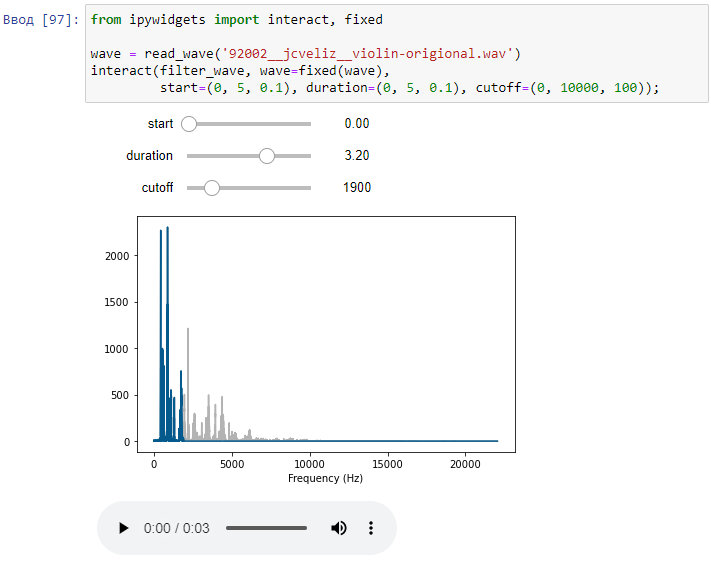 Ввод [97]: from ipywidgets import interact, fixed
wave = read_wave('92002__jcveliz__violin-origional.wav')
interact(filter_wave, wave=fixed(wave),
start=(0, 5, 0.1), duration=(0, 5, 0.1), cutoff=(0, 10000, 100));
start 0.00
duration 3.20
cutoff 1900
2000
1500
1000
500
0
0 5000 10000 15000 20000
Frequency (Hz)
0:00 / 0:03